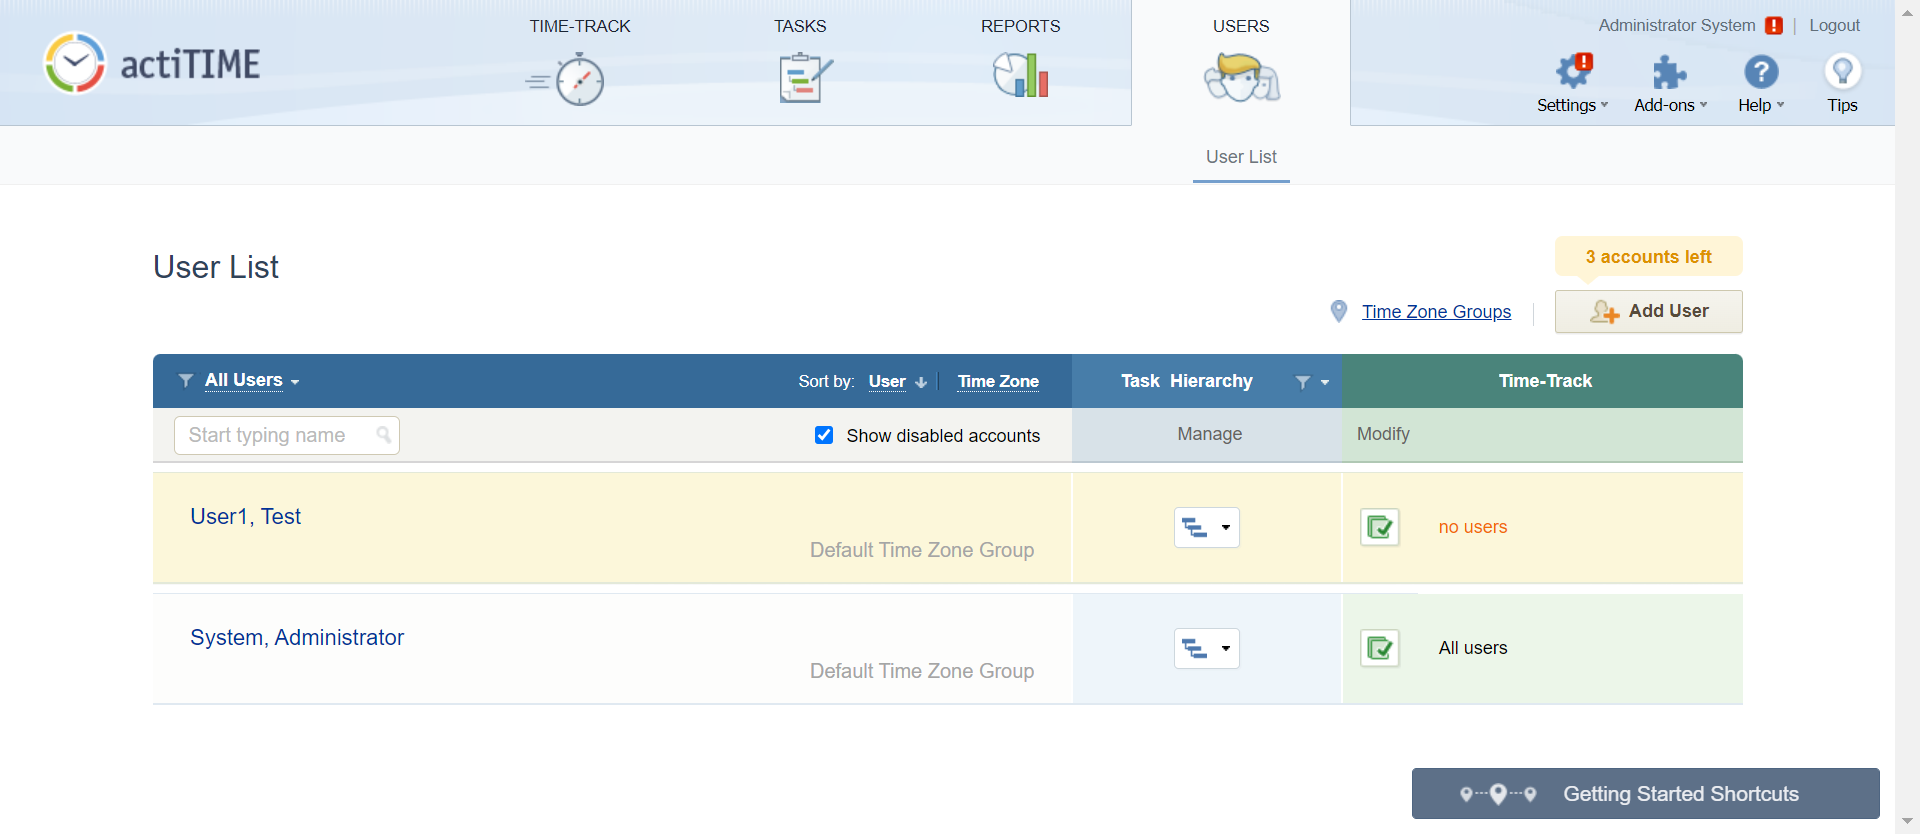 actiTIME
TIME-TRACK
TASKS
REPORTS
USERS
Administrator System
Logout
Settings
Add-ons
Help
Tips
User List
User List
3 accounts left
Time Zone Groups
Add User
All Users
Sort by: User
Time Zone
Task Hierarchy
Time-Track
Start typing name
Show disabled accounts
Manage
Modify
User1, Test
Default Time Zone Group
no users
System, Administrator
Default Time Zone Group
All users
Getting Started Shortcuts